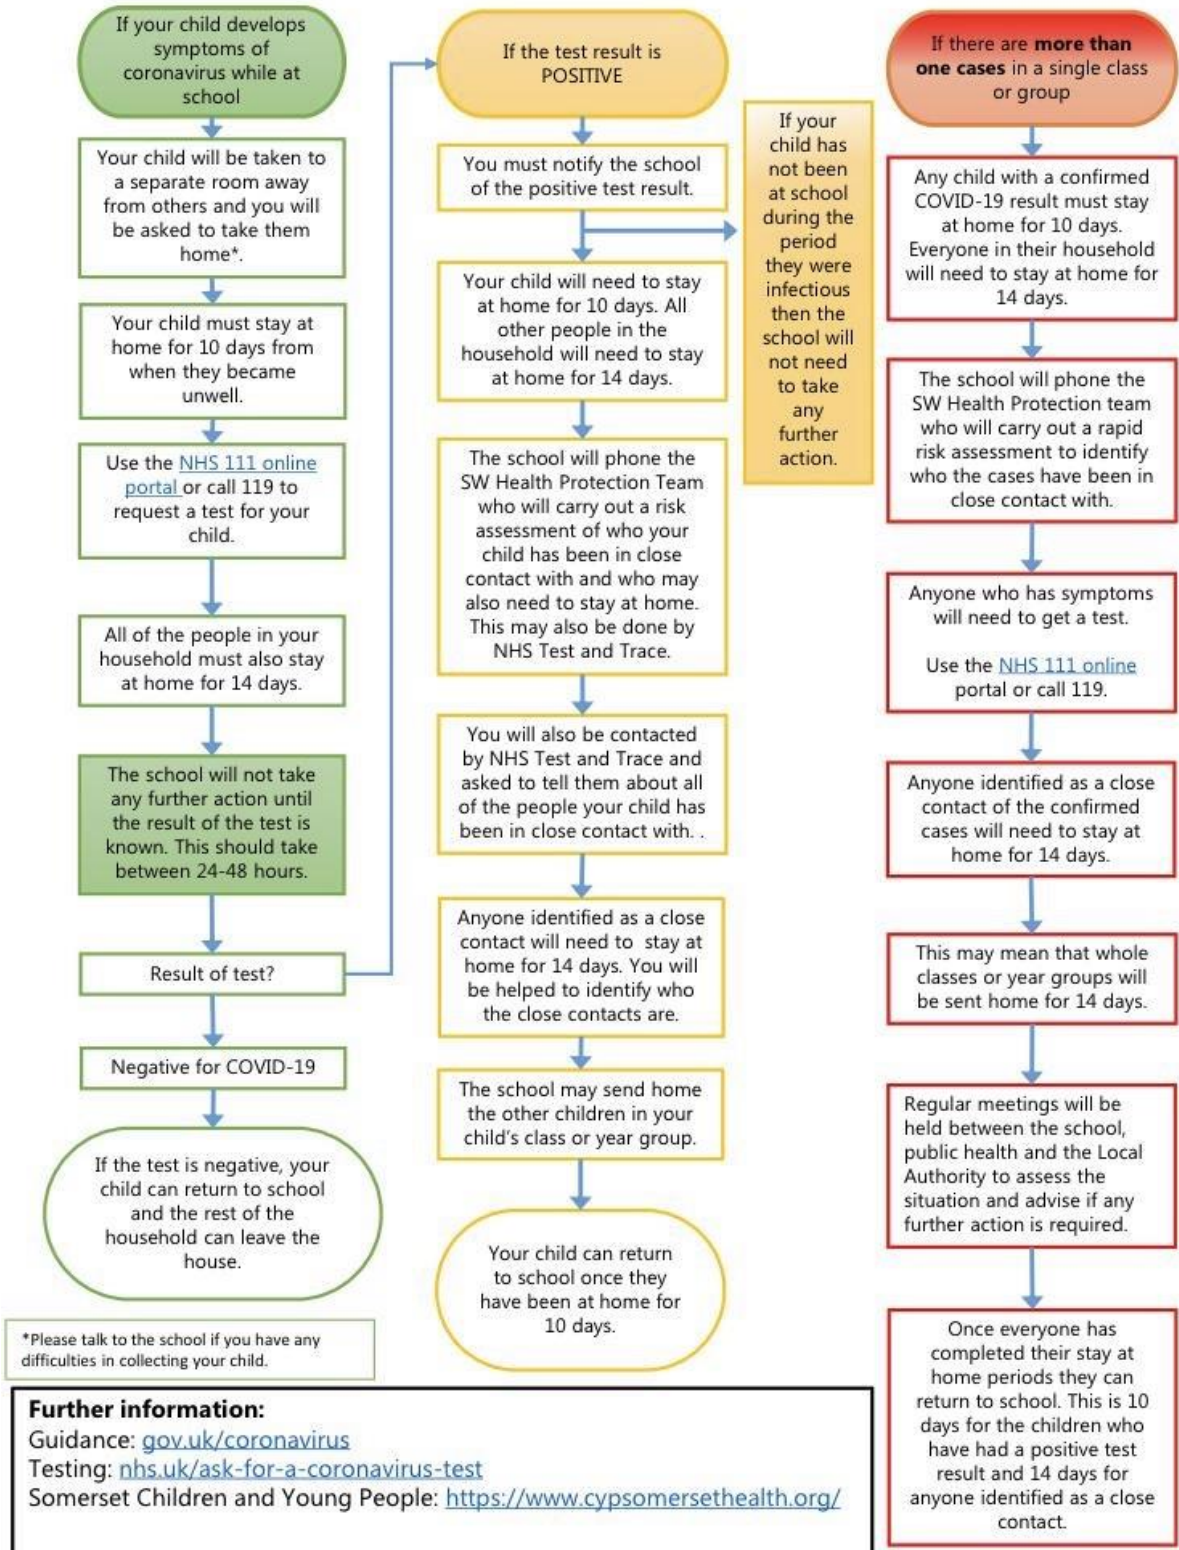 If your child develops
symptoms of
coronavirus while at
school
Your child will be taken to
a separate room away
from others and you will
be asked to take them
home*.
Your child must stay at
home for 10 days from
when they became
unwell.
Use the NHS 111 online
portal or call 119 to
request a test for your
child.
All of the people in your
household must also stay
at home for 14 days.
The school will not take
any further action until
the result of the test is
known. This should take
between 24-48 hours.
Result of test?
Negative for COVID-19
If the test is negative, your
child can return to school
and the rest of the
household can leave the
house.
*Please talk to the school if you have any
difficulties in collecting your child.
If the test result is
POSITIVE
You must notify the school
of the positive test result.
If your
child has
not been
at school
during the
period
they were
infectious
then the
school will
not need
to take
any
further
action.
Your child will need to stay
at home for 10 days. All
other people in the
household will need to stay
at home for 14 days.
The school will phone the
SW Health Protection Team
who will carry out a risk
assessment of who your
child has been in close
contact with and who may
also need to stay at home.
This may also be done by
NHS Test and Trace.
You will also be contacted
by NHS Test and Trace and
asked to tell them about all
of the people your child has
been in close contact with. .
Anyone identified as a close
contact will need to stay at
home for 14 days. You will
be helped to identify who
the close contacts are.
The school may send home
the other children in your
child's class or year group.
Your child can return
to school once they
have been at home for
10 days.
If there are more than
one cases in a single class
or group
Any child with a confirmed
COVID-19 result must stay
at home for 10 days.
Everyone in their household
will need to stay at home for
14 days.
The school will phone the
SW Health Protection team
who will carry out a rapid
risk assessment to identify
who the cases have been in
close contact with.
Anyone who has symptoms
will need to get a test.
Use the NHS 111 online
portal or call 119.
Anyone identified as a close
contact of the confirmed
cases will need to stay at
home for 14 days.
This may mean that whole
classes or year groups will
be sent home for 14 days.
Regular meetings will be
held between the school,
public health and the Local
Authority to assess the
situation and advise if any
further action is required.
Once everyone has
completed their stay at
home periods they can
return to school. This is 10
days for the children who
have had a positive test
result and 14 days for
anyone identified as a close
contact.
Further information:
Guidance: gov.uk/coronavirus
Testing: nhs.uk/ask-for-a-coronavirus-test
Somerset Children and Young People: https://www.cypsomersethealth.org/